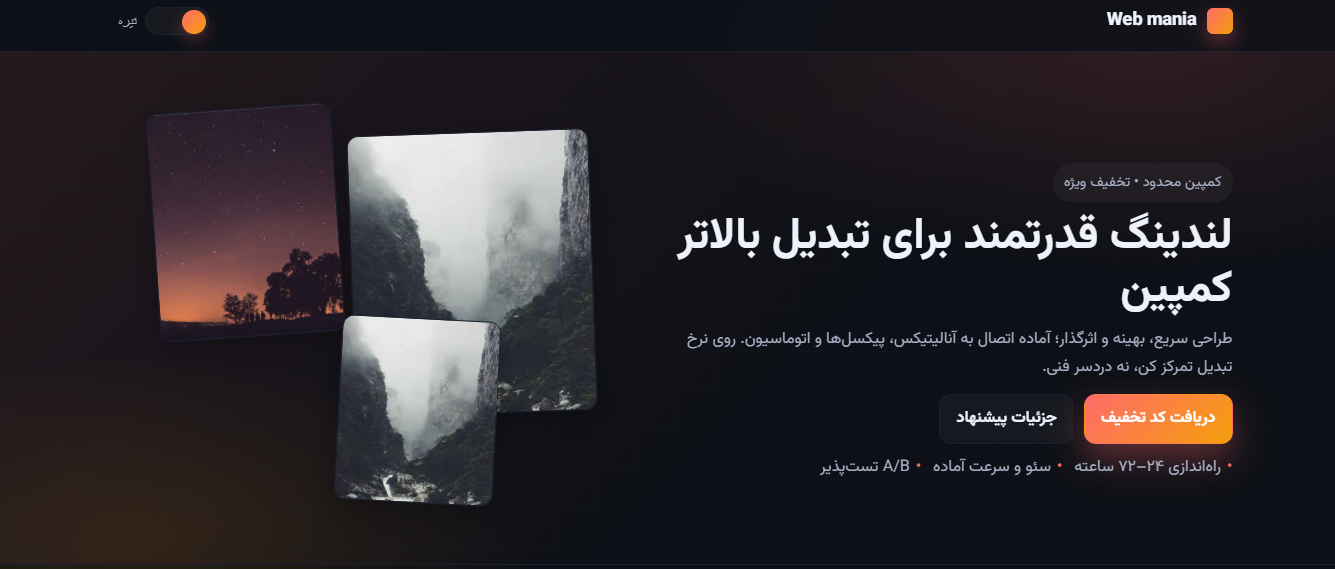 Web mania
تیره
کمپین محدود • تخفیف ویژه
لندینگ قدرتمند برای تبدیل بالاتر
کمپین
طراحی سریع، بهینه و اثرگذار؛ آماده اتصال به آنالیتیکس، پیکسل‌ها و اتوماسیون. روی نرخ
تبدیل تمرکز کن، نه دردسر فنی.
دریافت کد تخفیف جزئیات پیشنهاد
• راه‌اندازی ۲۴–۷۲ ساعته • سئو و سرعت آماده • A/B تست‌پذیر